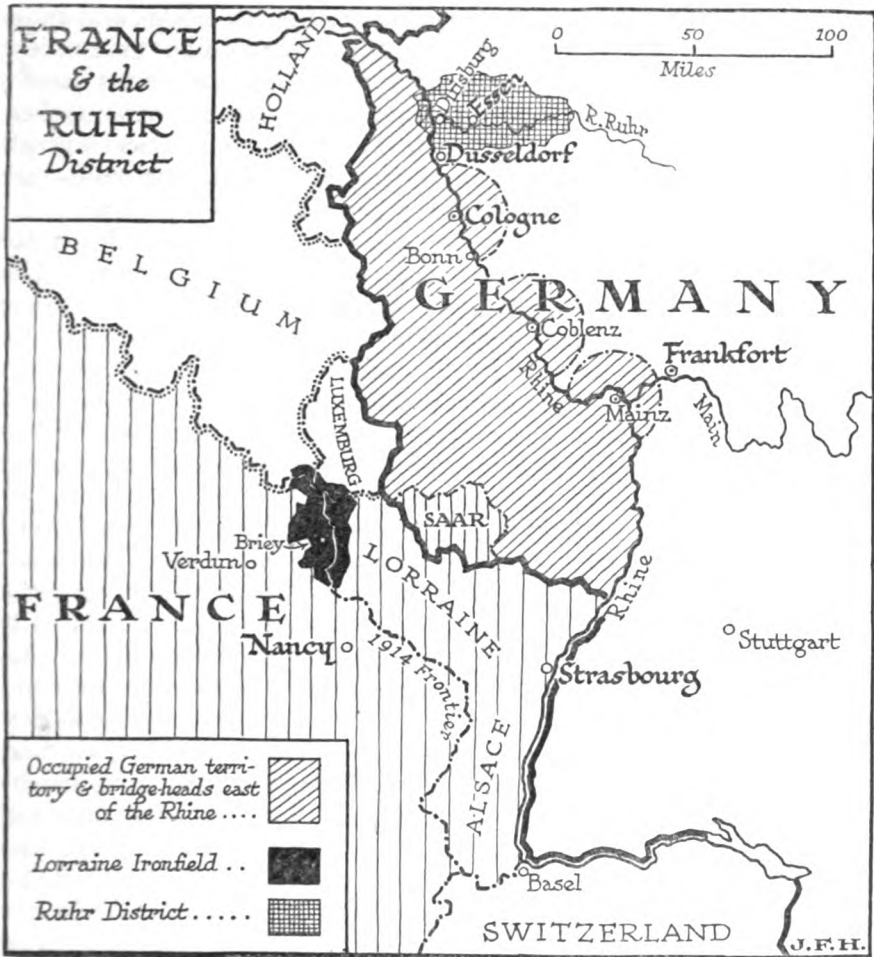 FRANCE
& the
RUHR
District
0 50 100
Miles
HOLLAND
Duisburg
Essen
R. Ruhr
Düsseldorf
Cologne
Bonn
BELGIUM
GERMANY
Coblenz
Frankfort
Rhine
Mainz
Main
LUXEMBURG
SAAR
Briey
Verdun
LORRAINE
FRANCE
Rhine
Nancy
1914 Frontier
Stuttgart
Strasbourg
ALSACE
Occupied German terri-
tory & bridge-heads east
of the Rhine ....
Lorraine Ironfield ..
Ruhr District .....
Basel
SWITZERLAND
J.F.H.